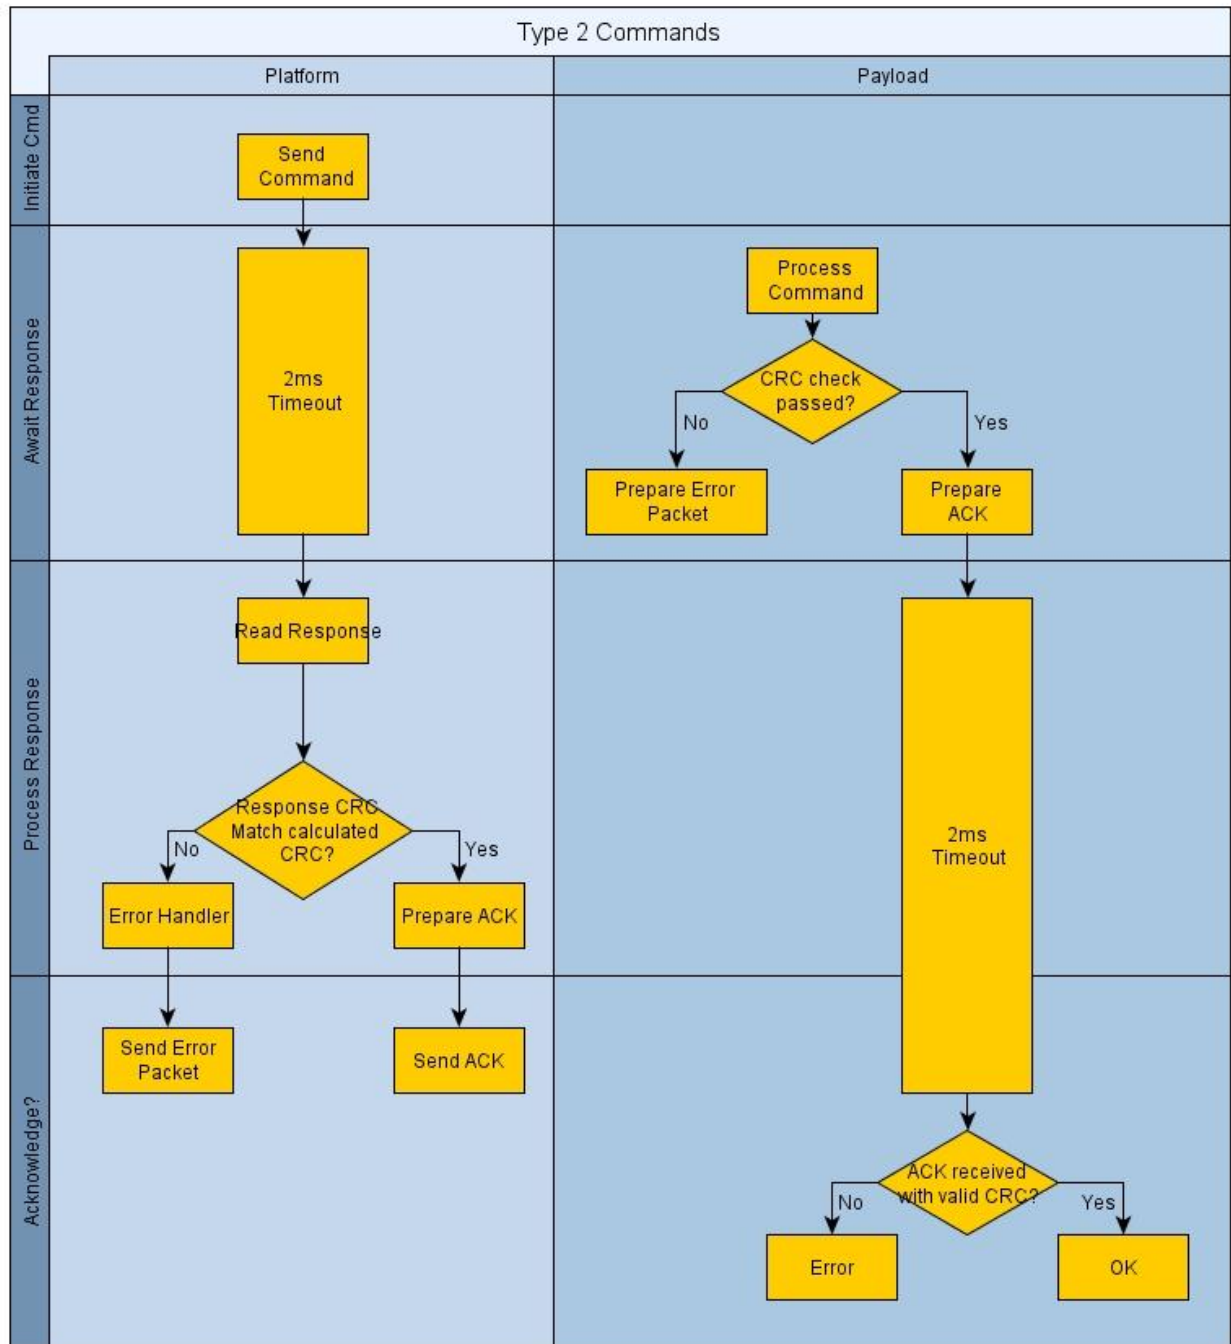 Type 2 Commands
Platform
Payload
Initiate Cmd
Send
Command
Await Response
2ms
Timeout
Process
Command
CRC check
passed?
No
Yes
Prepare Error
Packet
Prepare
ACK
Process Response
Read Response
Response CRC
Match calculated
CRC?
No
Yes
Error Handler
Prepare ACK
2ms
Timeout
Acknowledge?
Send Error
Packet
Send ACK
ACK received
with valid CRC?
No
Yes
Error
OK